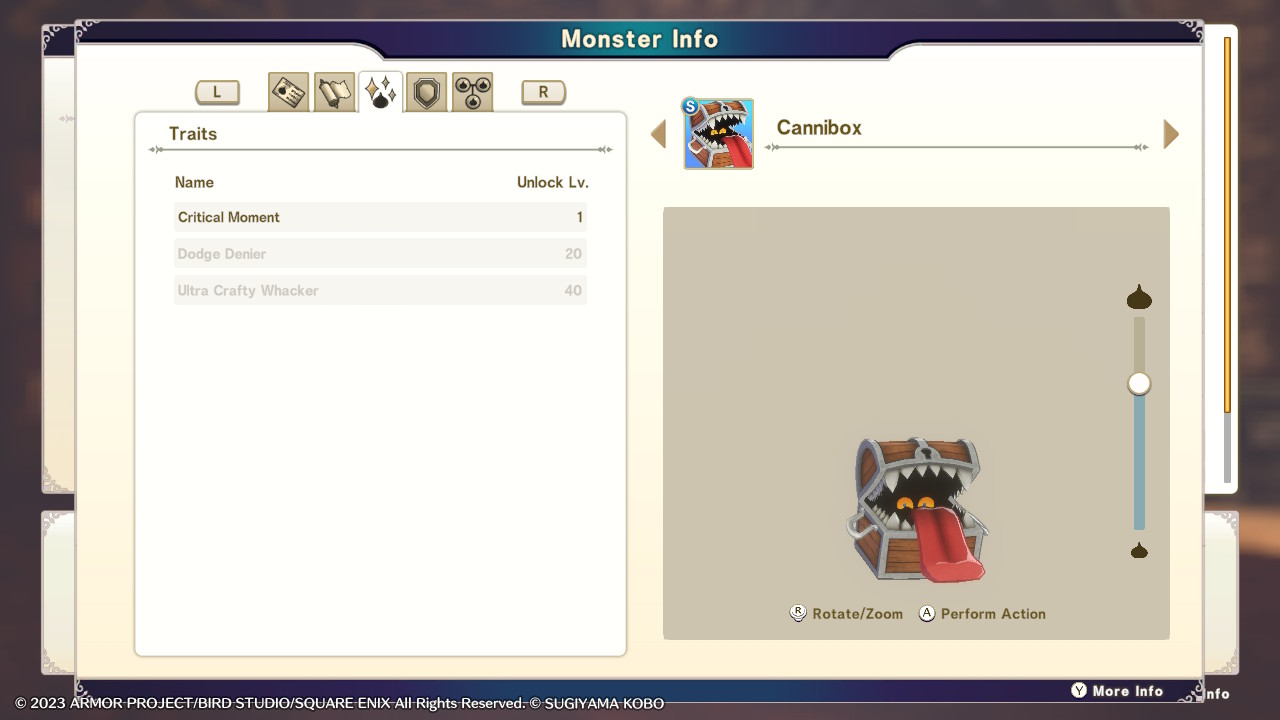 Monster Info
L
R
Traits
Name Unlock Lv.
Critical Moment 1
Dodge Denier 20
Ultra Crafty Whacker 40
S
Cannibox
R Rotate/Zoom A Perform Action
Y More Info
nfo
© 2023 ARMOR PROJECT/BIRD STUDIO/SQUARE ENIX All Rights Reserved. © SUGIYAMA KOBO